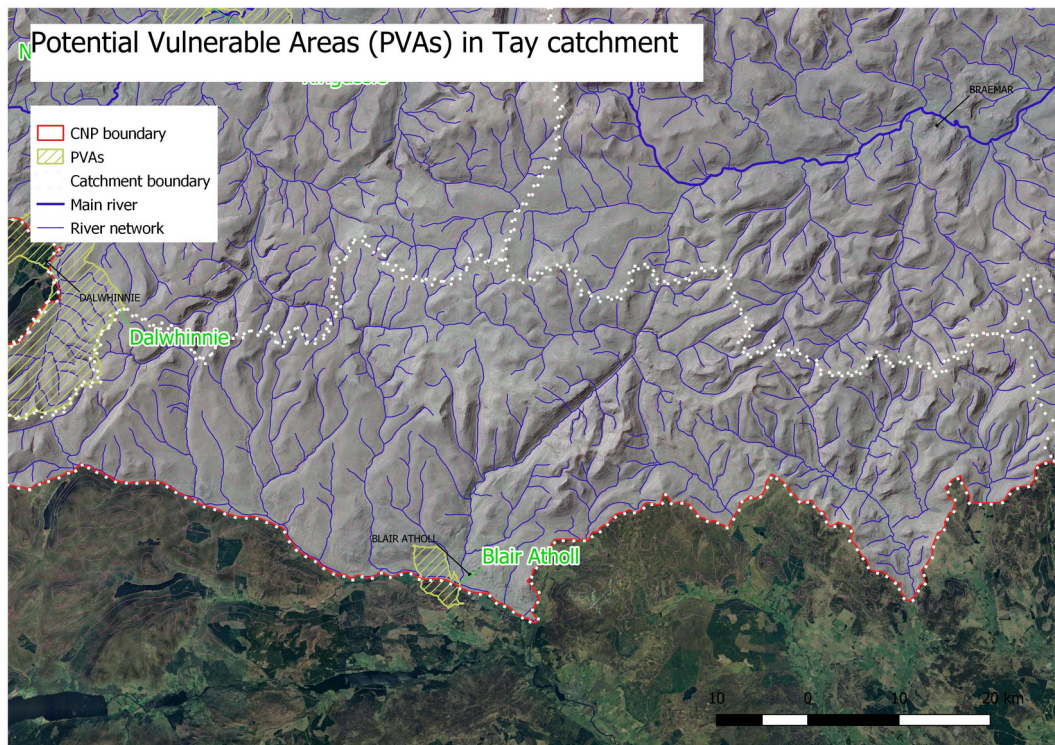 Potential Vulnerable Areas (PVAs) in Tay catchment
CNP boundary
PVAs
Catchment boundary
Main river
River network
BRAEMAR
DALWHINNIE
Dalwhinnie
BLAIR ATHOLL
Blair Atholl
10 0 10 20 km